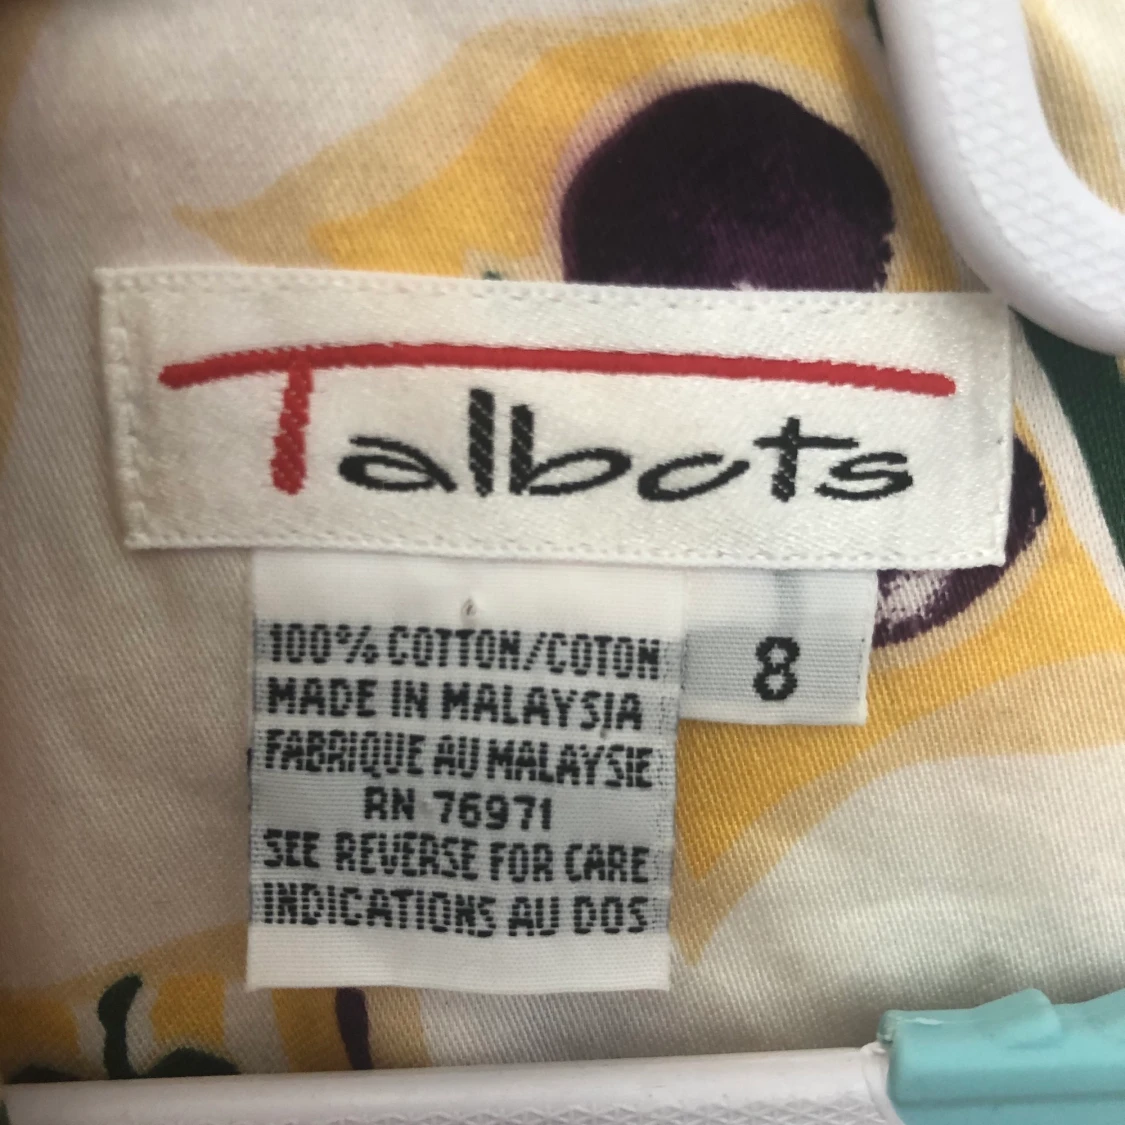 Talbots
100% COTTON/COTON
MADE IN MALAYSIA
FABRIQUE AU MALAYSIE
RN 76971
SEE REVERSE FOR CARE
INDICATIONS AU DOS
8